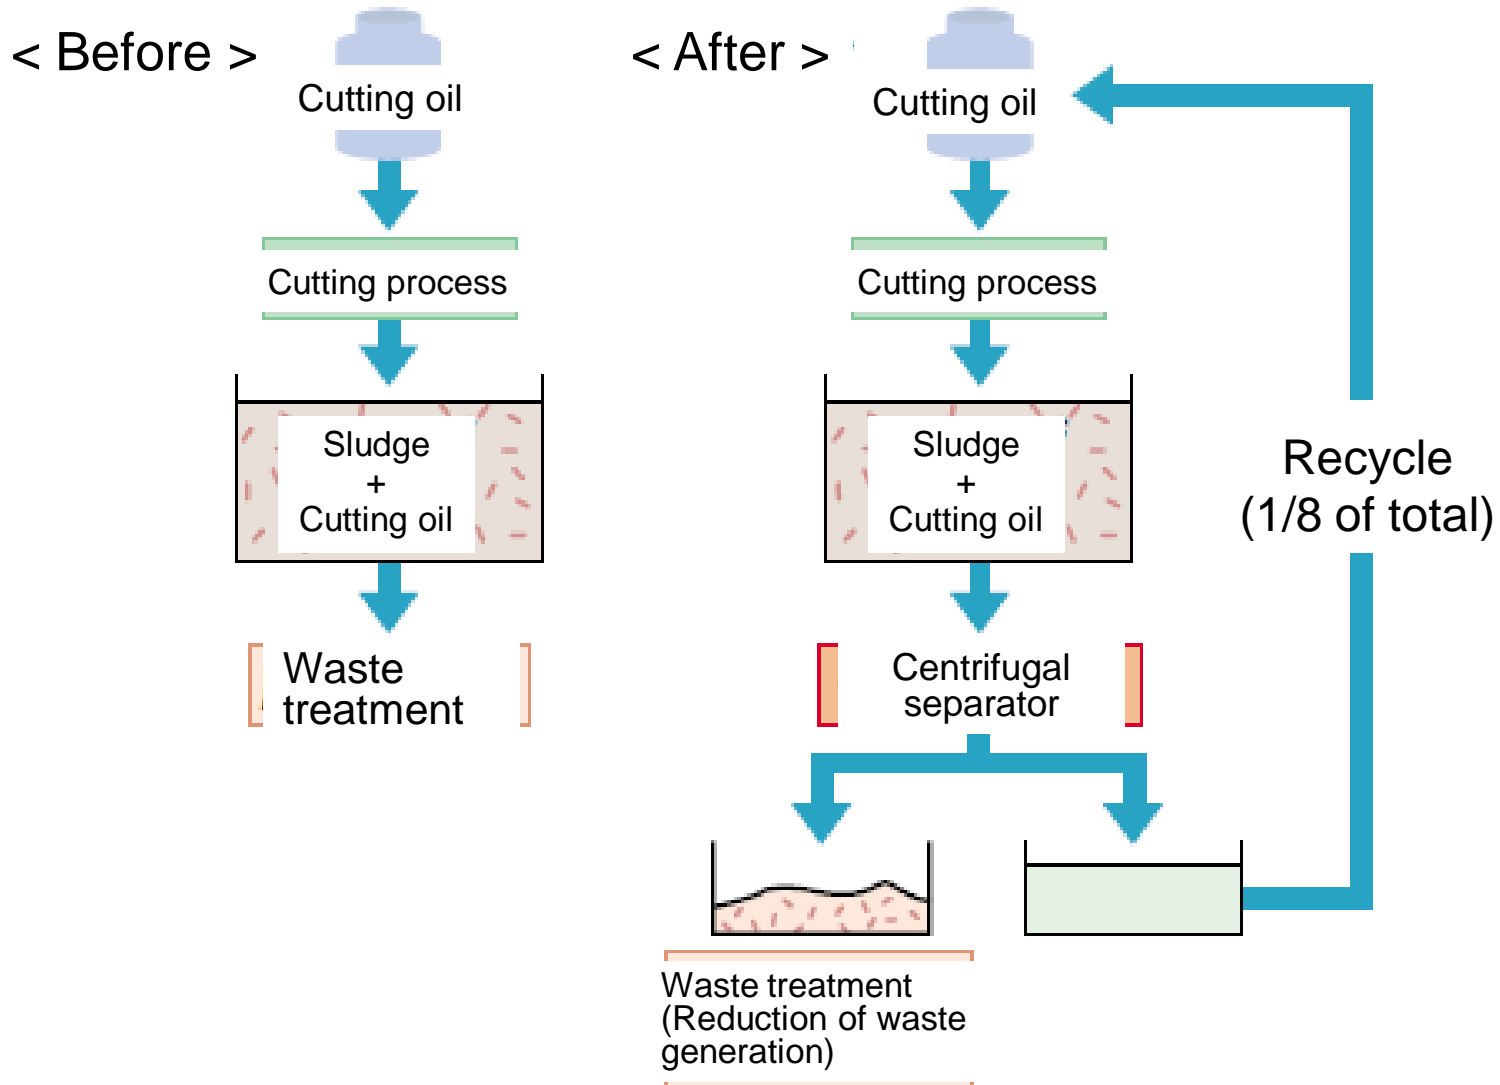 < Before >
Cutting oil
Cutting process
Sludge
+
Cutting oil
Waste
treatment
< After >
Cutting oil
Cutting process
Sludge
+
Cutting oil
Centrifugal
separator
Waste treatment
(Reduction of waste
generation)
Recycle
(1/8 of total)